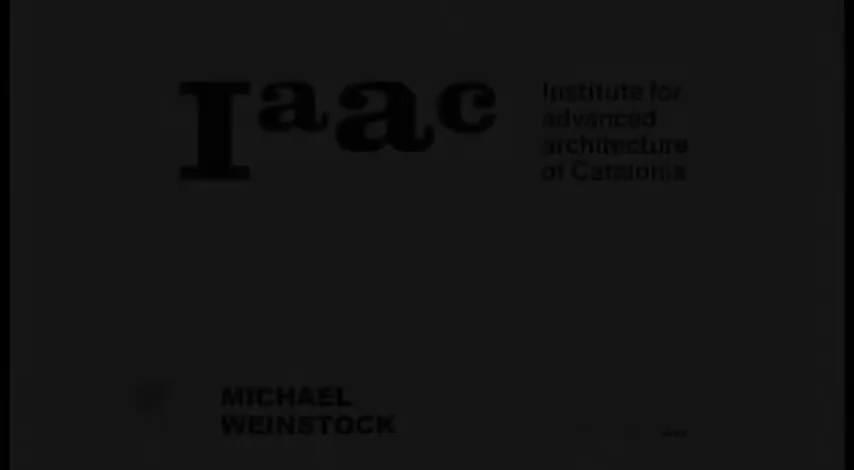 Iaac
Institute for
advanced
architecture
of Catalonia
MICHAEL
WEINSTOCK